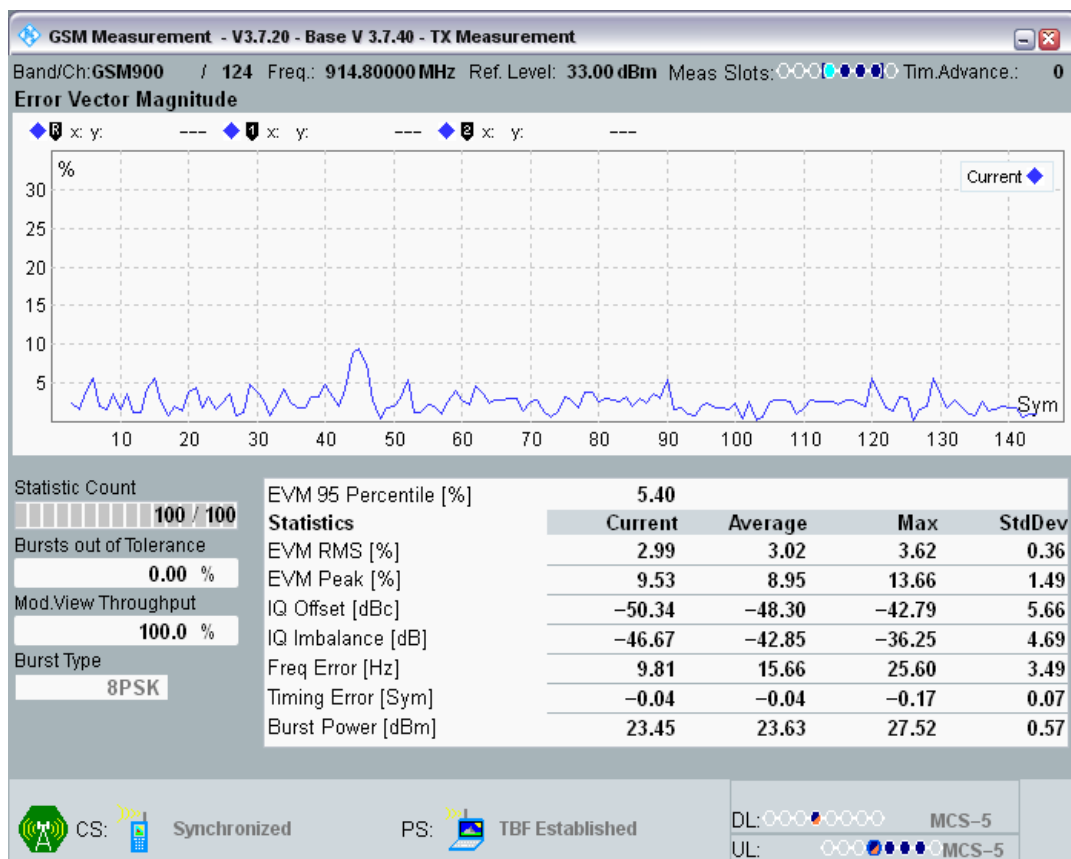 GSM Measurement - V3.7.20 - Base V 3.7.40 - TX Measurement
Band/Ch:GSM900 / 124 Freq.: 914.80000 MHz Ref. Level: 33.00 dBm Meas Slots: Tim.Advance.: 0
Error Vector Magnitude
R x: y: --- 1 x: y: --- 2 x: y: ---
%
Current
30
25
20
15
10
5
Sym
10 20 30 40 50 60 70 80 90 100 110 120 130 140
Statistic Count
100 / 100
Bursts out of Tolerance
0.00 %
Mod.View Throughput
100.0 %
Burst Type
8PSK
EVM 95 Percentile [%] 5.40
Statistics Current Average Max StdDev
EVM RMS [%] 2.99 3.02 3.62 0.36
EVM Peak [%] 9.53 8.95 13.66 1.49
IQ Offset [dBc] −50.34 −48.30 −42.79 5.66
IQ Imbalance [dB] −46.67 −42.85 −36.25 4.69
Freq Error [Hz] 9.81 15.66 25.60 3.49
Timing Error [Sym] −0.04 −0.04 −0.17 0.07
Burst Power [dBm] 23.45 23.63 27.52 0.57
CS: Synchronized PS: TBF Established
DL: MCS−5
UL: MCS−5